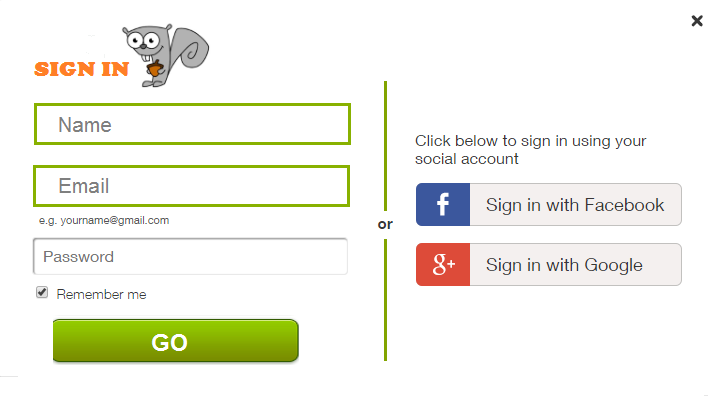 SIGN IN
Name
Email
e.g. yourname@gmail.com
Password
Remember me
GO
or
Click below to sign in using your
social account
f Sign in with Facebook
g+ Sign in with Google